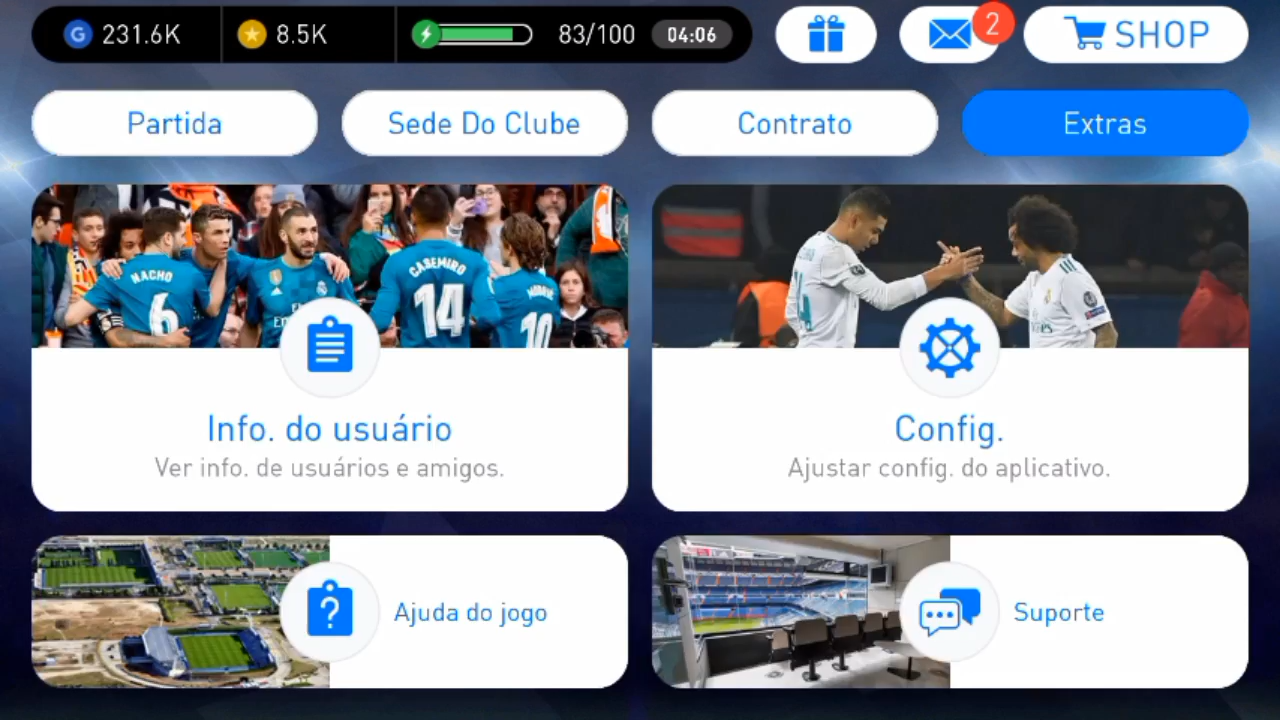 G 231.6K 8.5K 83/100 04:06 2 SHOP
Partida Sede Do Clube Contrato Extras
NACHO
6
CASEMIRO
14
10
14
Info. do usuário
Ver info. de usuários e amigos.
Config.
Ajustar config. do aplicativo.
? Ajuda do jogo
Suporte